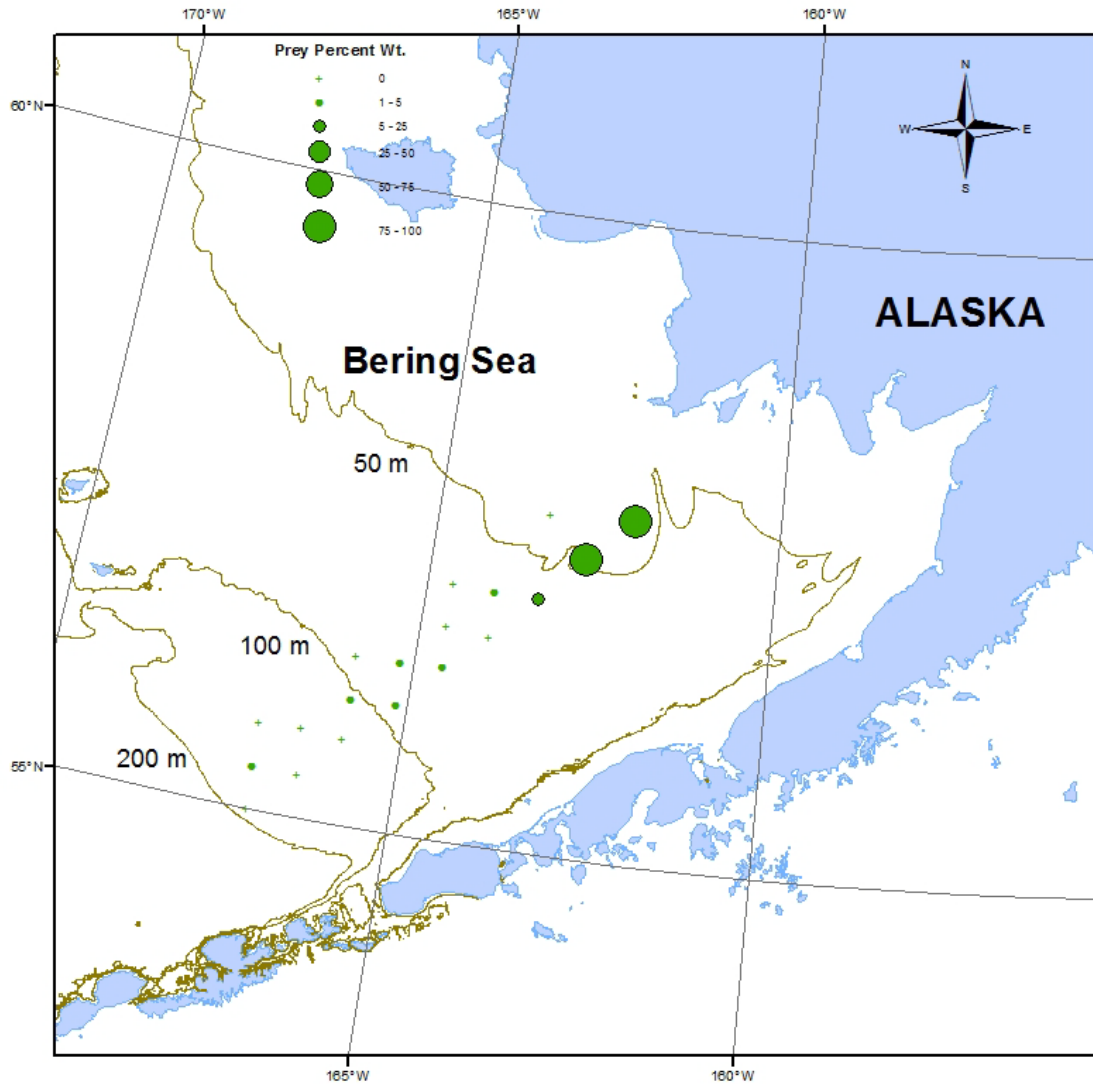 170°W 165°W 160°W
Prey Percent Wt.
0
1 - 5
5 - 25
25 - 50
50 - 75
75 - 100
N
W E
S
60°N
ALASKA
Bering Sea
50 m
100 m
200 m
55°N
165°W 160°W